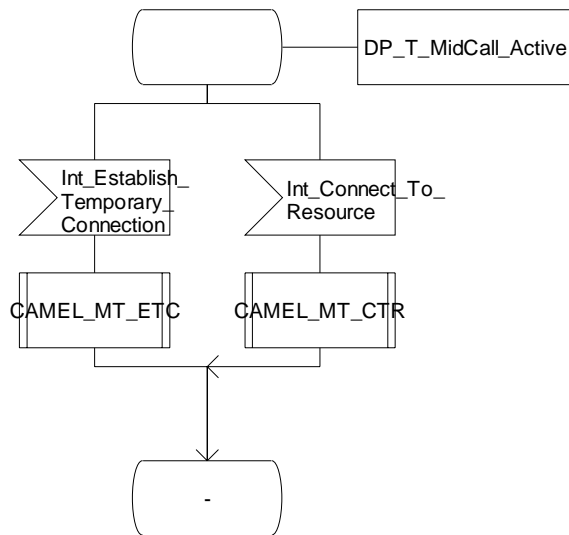 DP_T_MidCall_Active
Int_Establish_
Temporary_
Connection
Int_Connect_To_
Resource
CAMEL_MT_ETC
CAMEL_MT_CTR
-